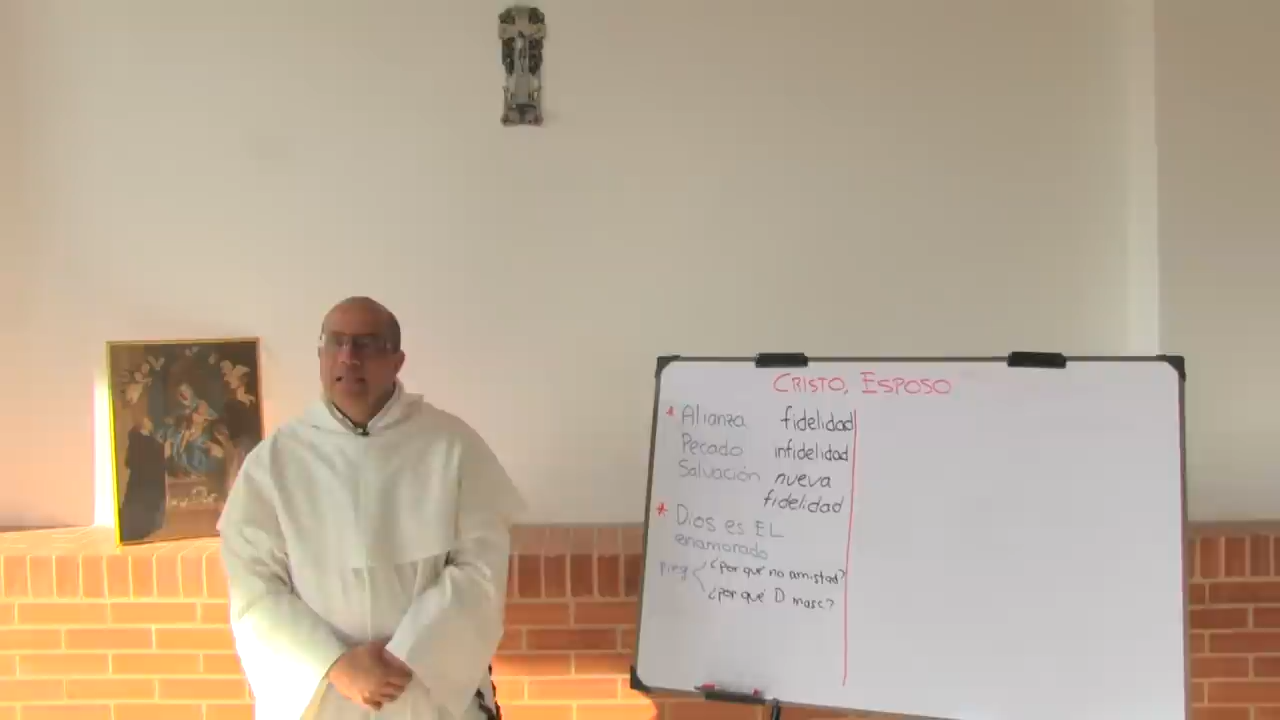 CRISTO, ESPOSO
* Alianza fidelidad
Pecado infidelidad
Salvación nueva
fidelidad
* Dios es EL
enamorado
Preg ¿por qué no amistad?
¿por qué D masc?